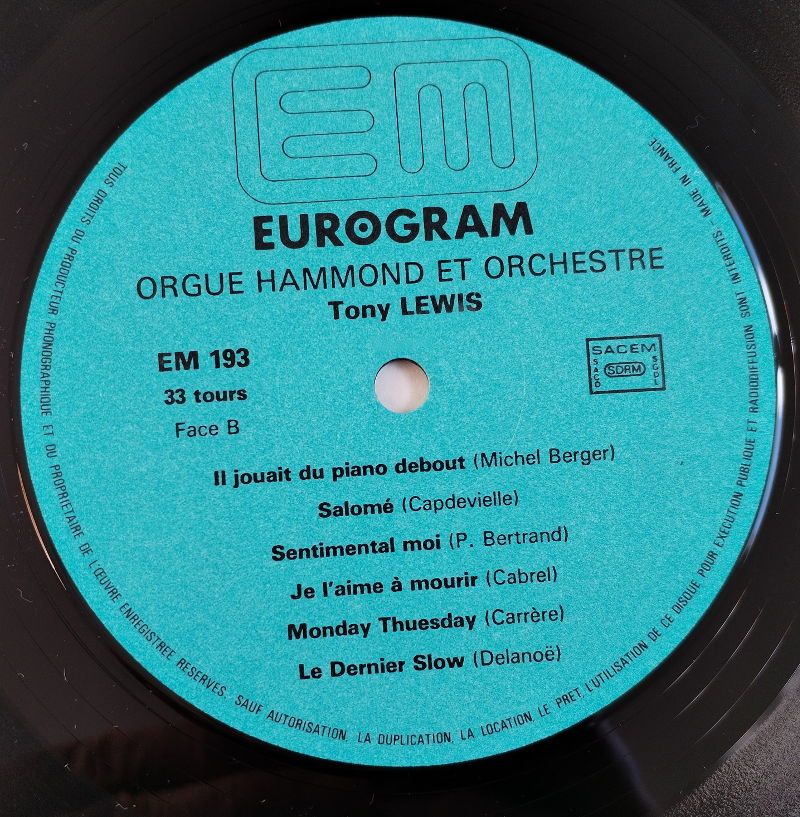 EM
EUROGRAM
ORGUE HAMMOND ET ORCHESTRE
Tony LEWIS
EM 193
33 tours
Face B
SACEM
SACD
SDRM
SGDL
Il jouait du piano debout (Michel Berger)
Salomé (Capdevielle)
Sentimental moi (P. Bertrand)
Je l'aime à mourir (Cabrel)
Monday Thuesday (Carrère)
Le Dernier Slow (Delanoë)
TOUS DROITS DU PRODUCTEUR PHONOGRAPHIQUE ET DU PROPRIETAIRE DE L'ŒUVRE ENREGISTREE RESERVES. SAUF AUTORISATION, LA DUPLICATION, LA LOCATION, LE PRET, L'UTILISATION DE CE DISQUE POUR EXECUTION PUBLIQUE ET RADIODIFFUSION SONT INTERDITS. MADE IN FRANCE